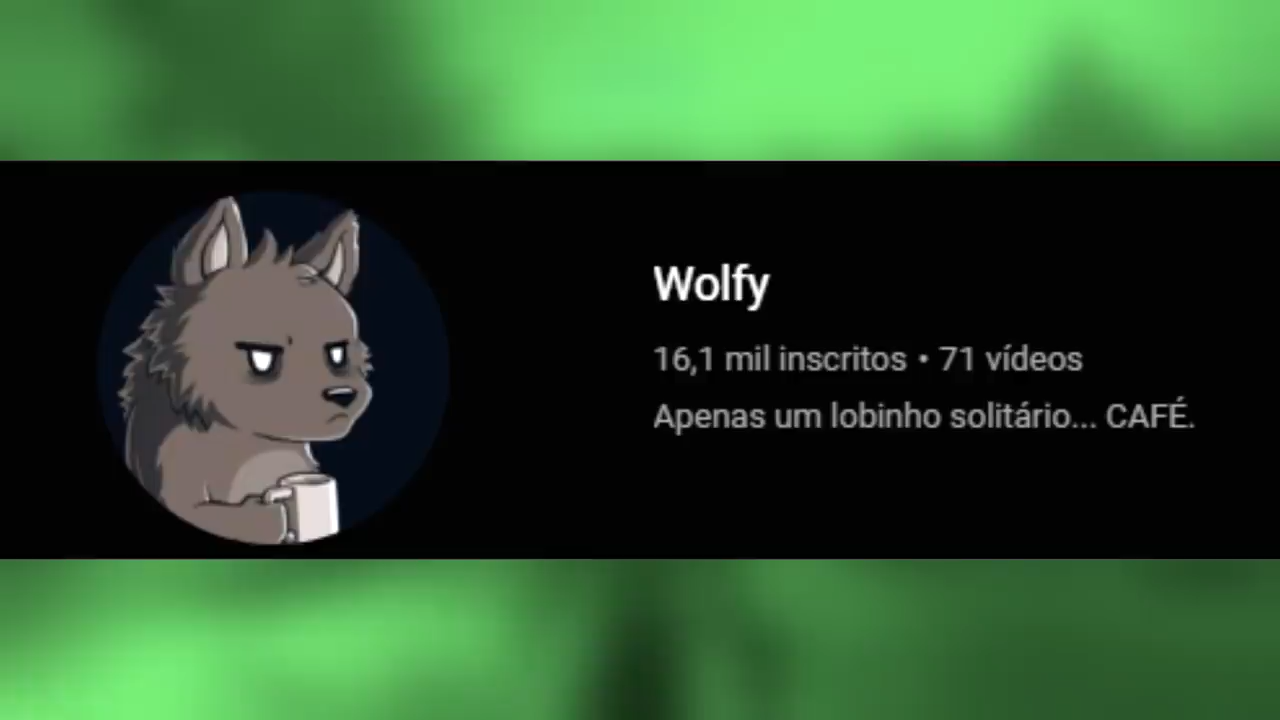 Wolfy
16,1 mil inscritos • 71 vídeos
Apenas um lobinho solitário... CAFÉ.